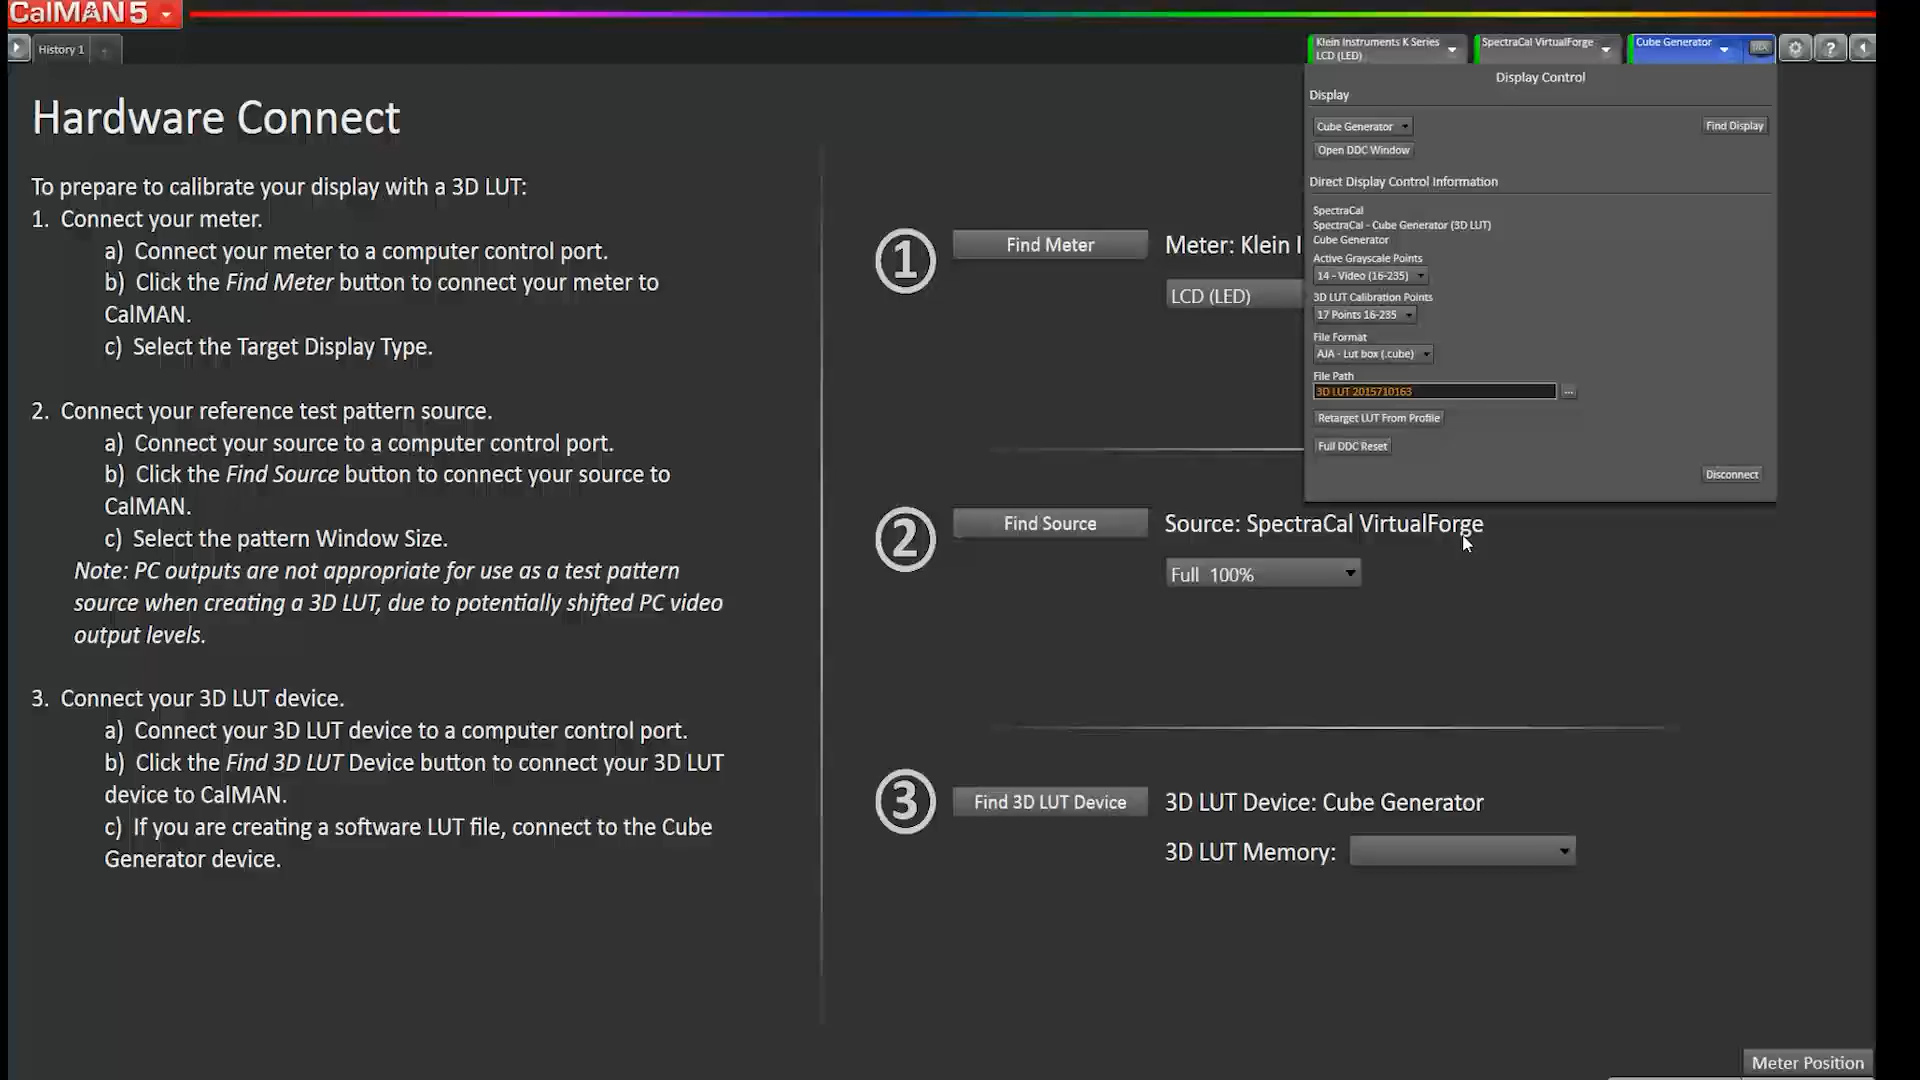 CalMAN 5
History 1
Klein Instruments K Series
LCD (LED)
SpectraCal VirtualForge
Cube Generator
Hardware Connect
To prepare to calibrate your display with a 3D LUT:
1. Connect your meter.
a) Connect your meter to a computer control port.
b) Click the Find Meter button to connect your meter to
CalMAN.
c) Select the Target Display Type.
2. Connect your reference test pattern source.
a) Connect your source to a computer control port.
b) Click the Find Source button to connect your source to
CalMAN.
c) Select the pattern Window Size.
Note: PC outputs are not appropriate for use as a test pattern
source when creating a 3D LUT, due to potentially shifted PC video
output levels.
3. Connect your 3D LUT device.
a) Connect your 3D LUT device to a computer control port.
b) Click the Find 3D LUT Device button to connect your 3D LUT
device to CalMAN.
c) If you are creating a software LUT file, connect to the Cube
Generator device.
1
Find Meter
Meter: Klein I
LCD (LED)
2
Find Source
Source: SpectraCal VirtualForge
Full 100%
3
Find 3D LUT Device
3D LUT Device: Cube Generator
3D LUT Memory:
Display Control
Display
Cube Generator
Find Display
Open DDC Window
Direct Display Control Information
SpectraCal
SpectraCal - Cube Generator (3D LUT)
Cube Generator
Active Grayscale Points
14 - Video (16-235)
3D LUT Calibration Points
17 Points 16-235
File Format
AJA - Lut box (.cube)
File Path
3D LUT 2015710163
...
Retarget LUT From Profile
Full DDC Reset
Disconnect
?
Meter Position